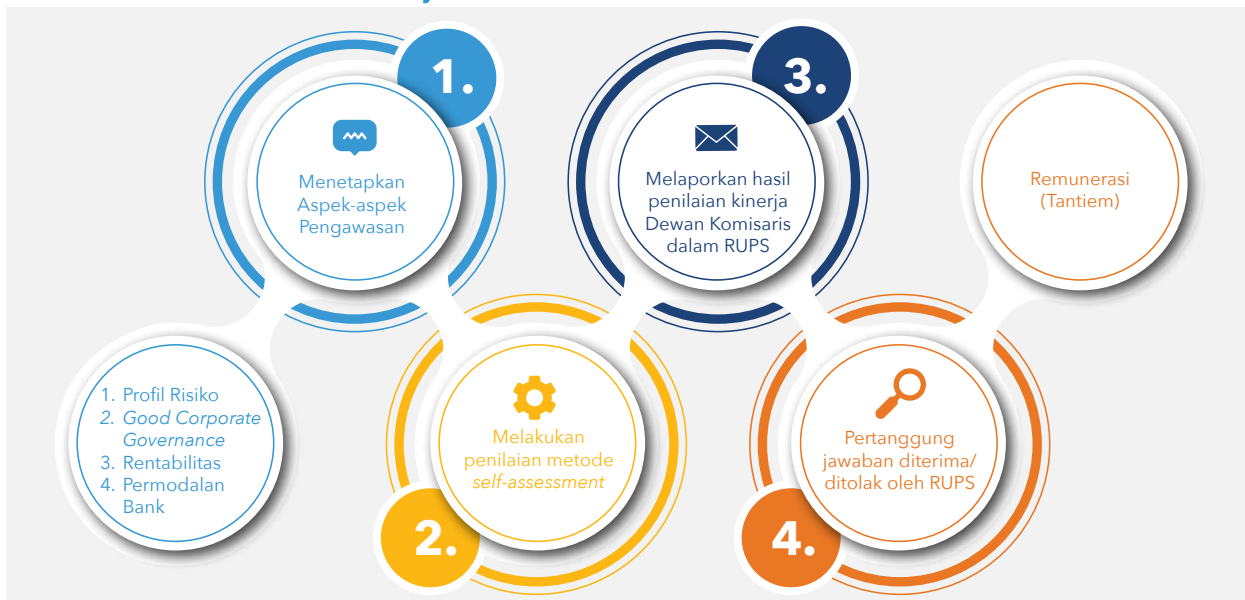 1. Profil Risiko
2. Good Corporate
Governance
3. Rentabilitas
4. Permodalan
Bank
1.
Menetapkan
Aspek-aspek
Pengawasan
2.
Melakukan
penilaian metode
self-assessment
3.
Melaporkan hasil
penilaian kinerja
Dewan Komisaris
dalam RUPS
4.
Pertanggung
jawaban diterima/
ditolak oleh RUPS
Remunerasi
(Tantiem)